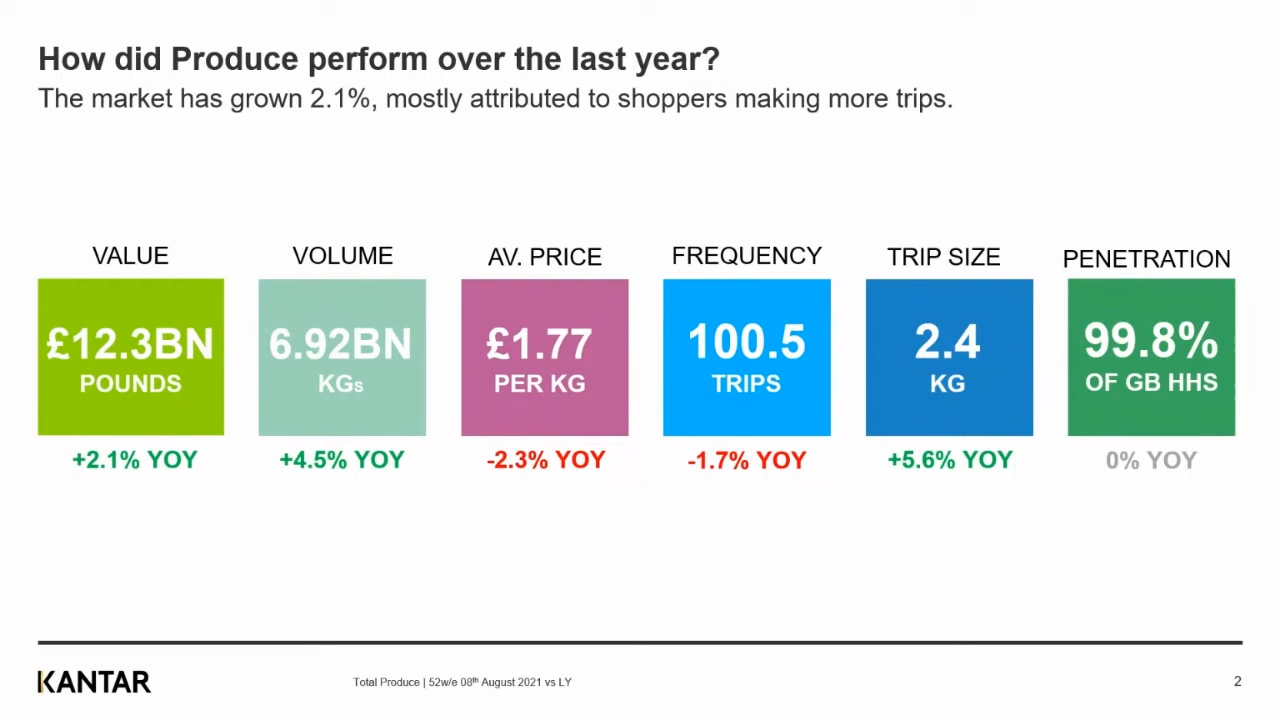 How did Produce perform over the last year?
The market has grown 2.1%, mostly attributed to shoppers making more trips.
VALUE
£12.3BN
POUNDS
+2.1% YOY
VOLUME
6.92BN
KGs
+4.5% YOY
AV. PRICE
£1.77
PER KG
-2.3% YOY
FREQUENCY
100.5
TRIPS
-1.7% YOY
TRIP SIZE
2.4
KG
+5.6% YOY
PENETRATION
99.8%
OF GB HHS
0% YOY
KANTAR
Total Produce | 52w/e 08th August 2021 vs LY
2